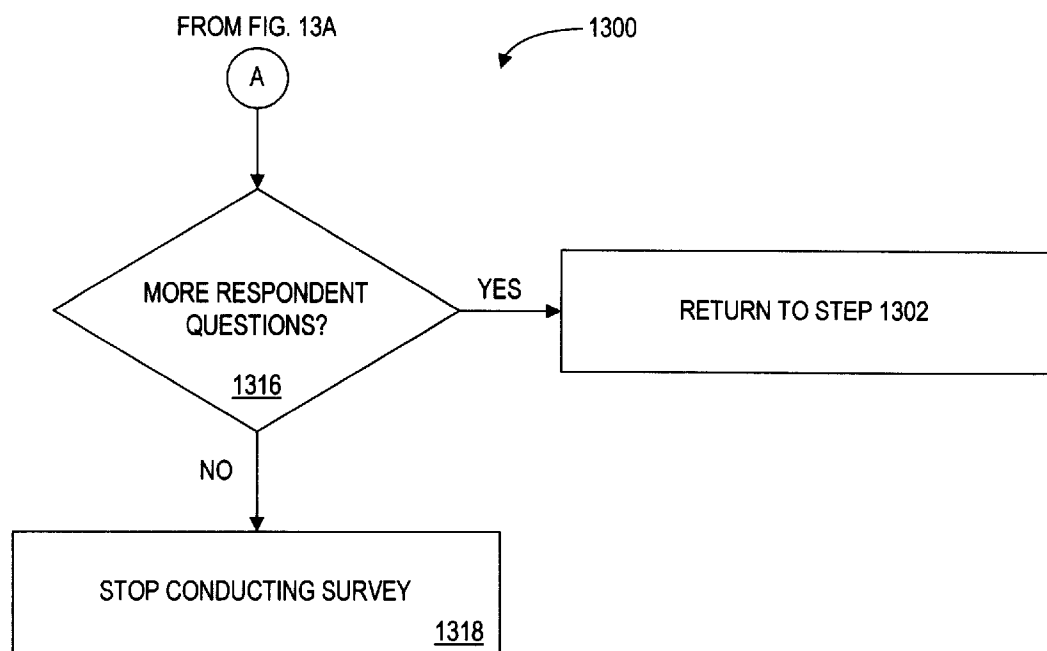 FROM FIG. 13A
1300
A
MORE RESPONDENT
QUESTIONS?
1316
YES
RETURN TO STEP 1302
NO
STOP CONDUCTING SURVEY
1318